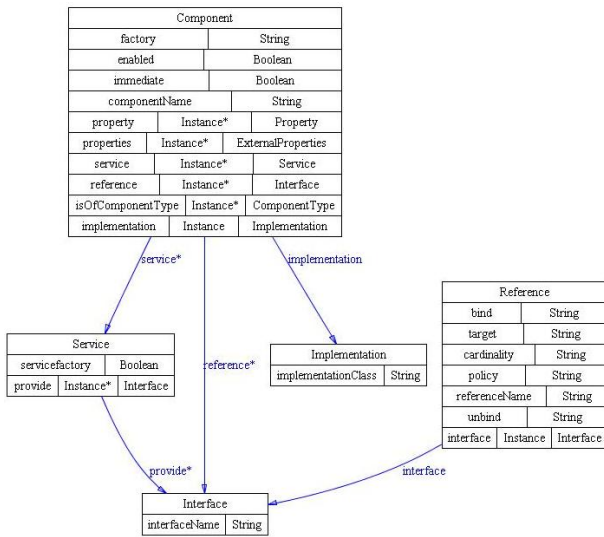 Component
factory String
enabled Boolean
immediate Boolean
componentName String
property Instance* Property
properties Instance* ExternalProperties
service Instance* Service
reference Instance* Interface
isOfComponentType Instance* ComponentType
implementation Instance Implementation
service*
implementation
Reference
bind String
target String
cardinality String
policy String
referenceName String
unbind String
interface Instance Interface
Service
servicefactory Boolean
provide Instance* Interface
reference*
Implementation
implementationClass String
provide*
interface
Interface
interfaceName String